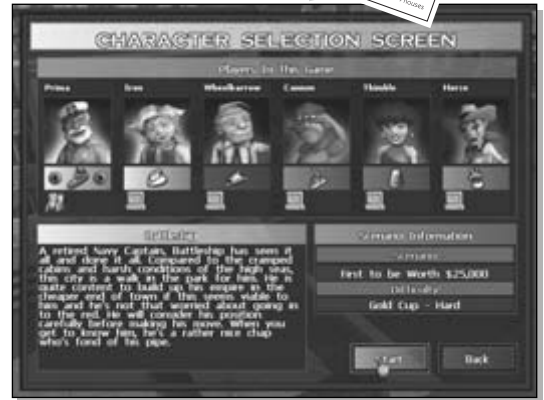 houses
CHARACTER SELECTION SCREEN
Players In This Game
Prima Iron Wheelbarrow Cannon Thimble Horse
Battleship
A retired Navy Captain, Battleship has seen it
all and done it all. Compared to the cramped
cabins and harsh conditions of the high seas,
this city is a walk in the park for him. He is
quite content to build up his empire in the
cheaper end of town if this seems viable to
him and he's not that worried about going in
to the red. He will consider his position
carefully before making his move. When you
get to know him, he's a rather nice chap
who's fond of his pipe.
Scenario Information
Scenario
First to be Worth $25,000
Difficulty
Gold Cup - Hard
Start Back